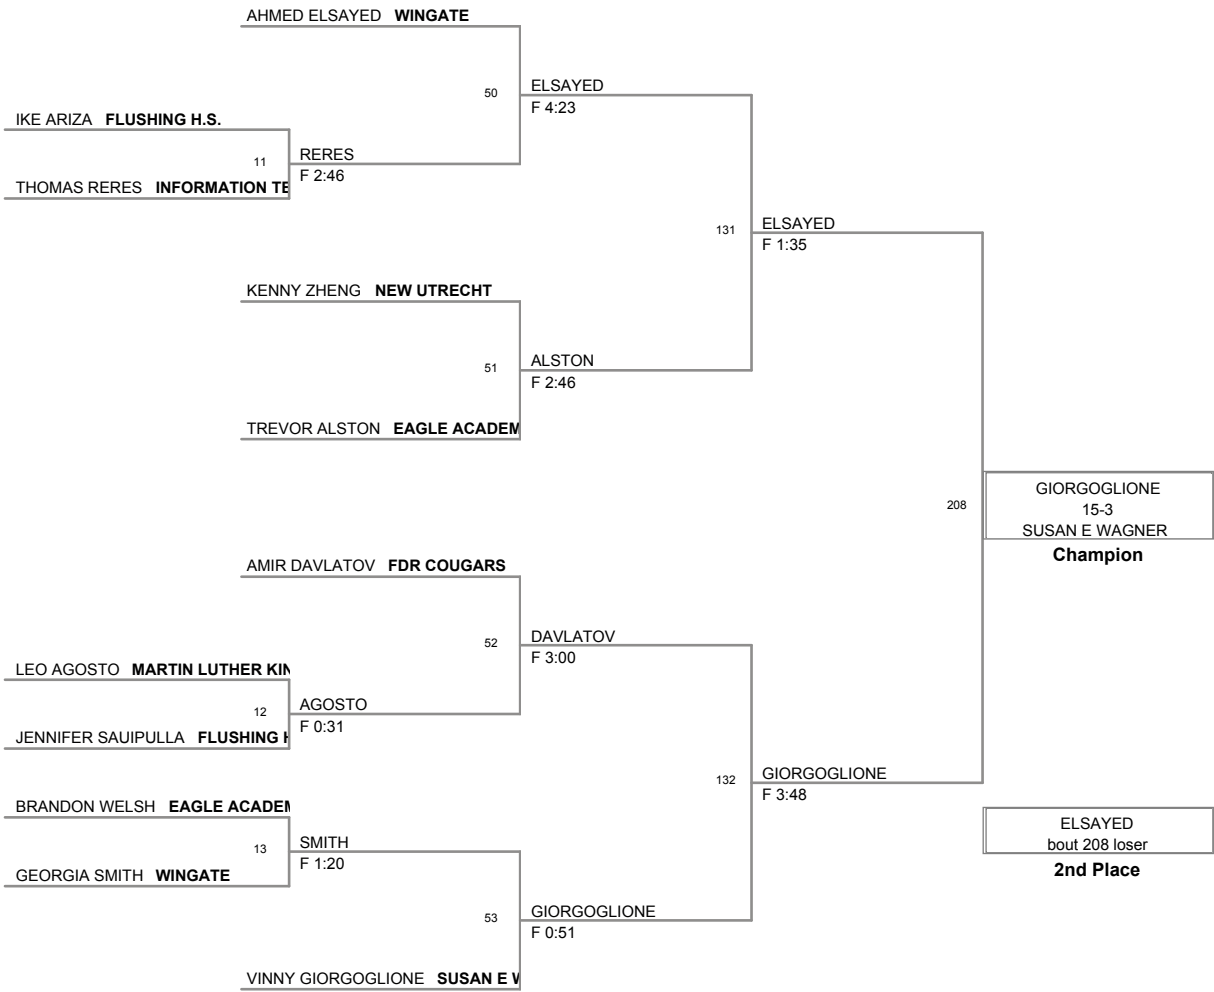 AHMED ELSAYED WINGATE
50
ELSAYED
F 4:23
IKE ARIZA FLUSHING H.S.
11
RERES
F 2:46
THOMAS RERES INFORMATION TE
131
ELSAYED
F 1:35
KENNY ZHENG NEW UTRECHT
51
ALSTON
F 2:46
TREVOR ALSTON EAGLE ACADEM
208
GIORGOGLIONE
15-3
SUSAN E WAGNER
Champion
AMIR DAVLATOV FDR COUGARS
52
DAVLATOV
F 3:00
LEO AGOSTO MARTIN LUTHER KIN
12
AGOSTO
F 0:31
JENNIFER SAUIPULLA FLUSHING H
132
GIORGOGLIONE
F 3:48
BRANDON WELSH EAGLE ACADEM
13
SMITH
F 1:20
GEORGIA SMITH WINGATE
ELSAYED
bout 208 loser
2nd Place
53
GIORGOGLIONE
F 0:51
VINNY GIORGOGLIONE SUSAN E W